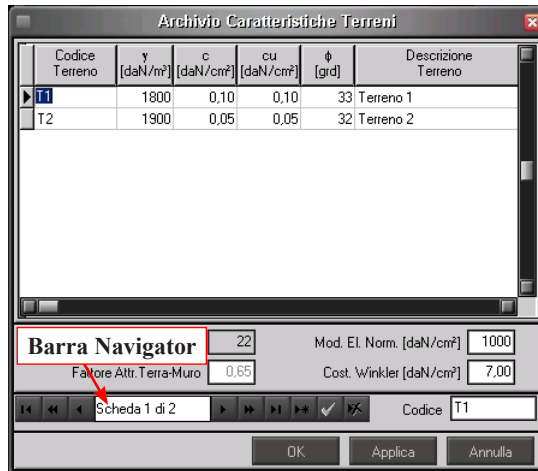 Archivio Caratteristiche Terreni
Codice Terreno γ [daN/m³] c [daN/cm²] cu [daN/cm²] ϕ [grd] Descrizione Terreno
T1 1800 0,10 0,10 33 Terreno 1
T2 1900 0,05 0,05 32 Terreno 2
Barra Navigator
22 Mod. El. Norm. [daN/cm²] 1000
Fattore Attr. Terra-Muro 0,65 Cost. Winkler [daN/cm³] 7,00
Scheda 1 di 2 Codice T1
OK Applica Annulla